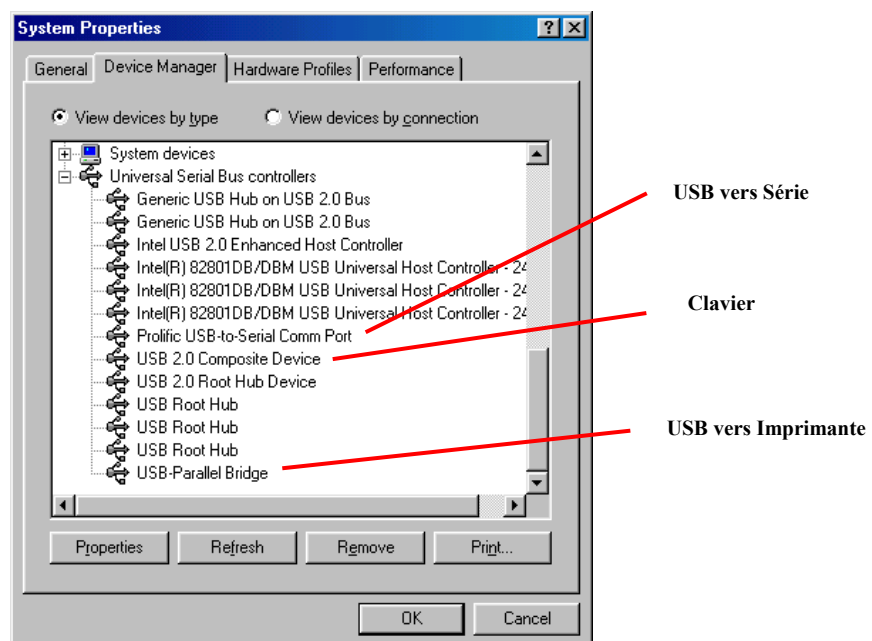 System Properties
General Device Manager Hardware Profiles Performance
View devices by type View devices by connection
System devices
Universal Serial Bus controllers
Generic USB Hub on USB 2.0 Bus
Generic USB Hub on USB 2.0 Bus
Intel USB 2.0 Enhanced Host Controller
Intel(R) 82801DB/DBM USB Universal Host Controller - 24
Intel(R) 82801DB/DBM USB Universal Host Controller - 24
Intel(R) 82801DB/DBM USB Universal Host Controller - 24
Prolific USB-to-Serial Comm Port
USB 2.0 Composite Device
USB 2.0 Root Hub Device
USB Root Hub
USB Root Hub
USB Root Hub
USB-Parallel Bridge
Properties Refresh Remove Print...
OK Cancel
USB vers Série
Clavier
USB vers Imprimante